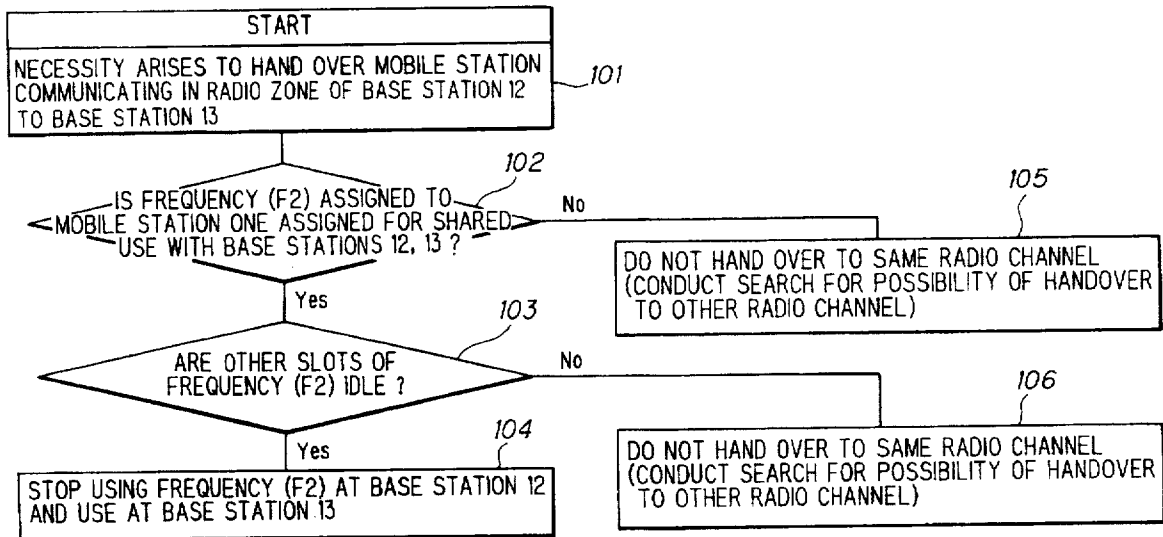 START
NECESSITY ARISES TO HAND OVER MOBILE STATION
COMMUNICATING IN RADIO ZONE OF BASE STATION 12
TO BASE STATION 13
101
IS FREQUENCY (F2) ASSIGNED TO
MOBILE STATION ONE ASSIGNED FOR SHARED
USE WITH BASE STATIONS 12, 13 ?
102
No
105
DO NOT HAND OVER TO SAME RADIO CHANNEL
(CONDUCT SEARCH FOR POSSIBILITY OF HANDOVER
TO OTHER RADIO CHANNEL)
Yes
103
ARE OTHER SLOTS OF
FREQUENCY (F2) IDLE ?
No
106
DO NOT HAND OVER TO SAME RADIO CHANNEL
(CONDUCT SEARCH FOR POSSIBILITY OF HANDOVER
TO OTHER RADIO CHANNEL)
Yes
104
STOP USING FREQUENCY (F2) AT BASE STATION 12
AND USE AT BASE STATION 13